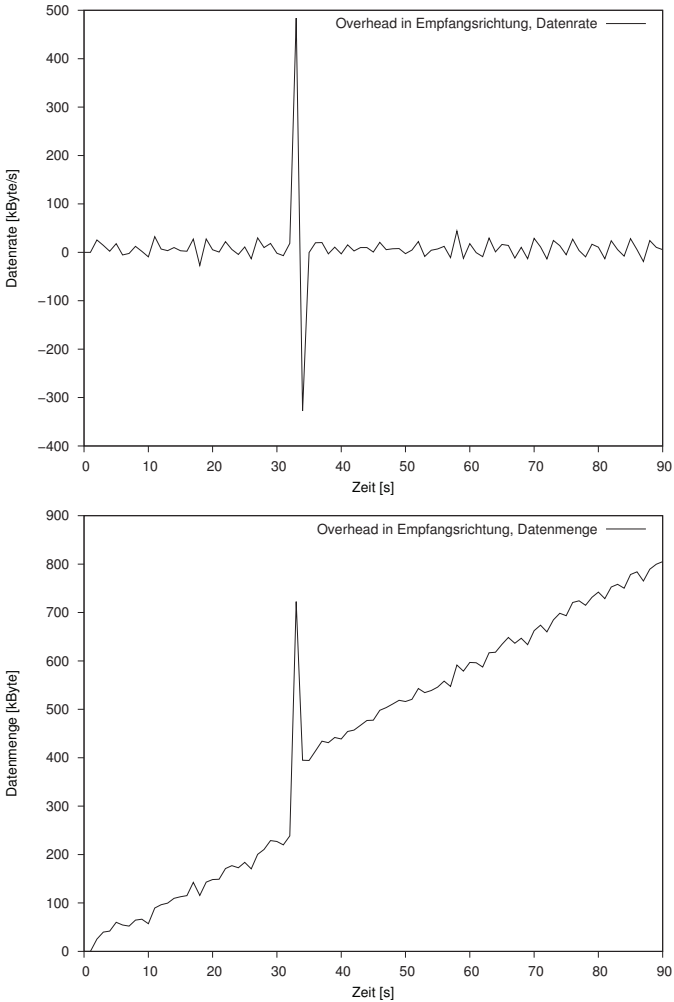 500
400
300
200
100
0
−100
−200
−300
−400
Datenrate [kByte/s]
Overhead in Empfangsrichtung, Datenrate
0 10 20 30 40 50 60 70 80 90
Zeit [s]
900
800
700
600
500
400
300
200
100
0
Datenmenge [kByte]
Overhead in Empfangsrichtung, Datenmenge
0 10 20 30 40 50 60 70 80 90
Zeit [s]